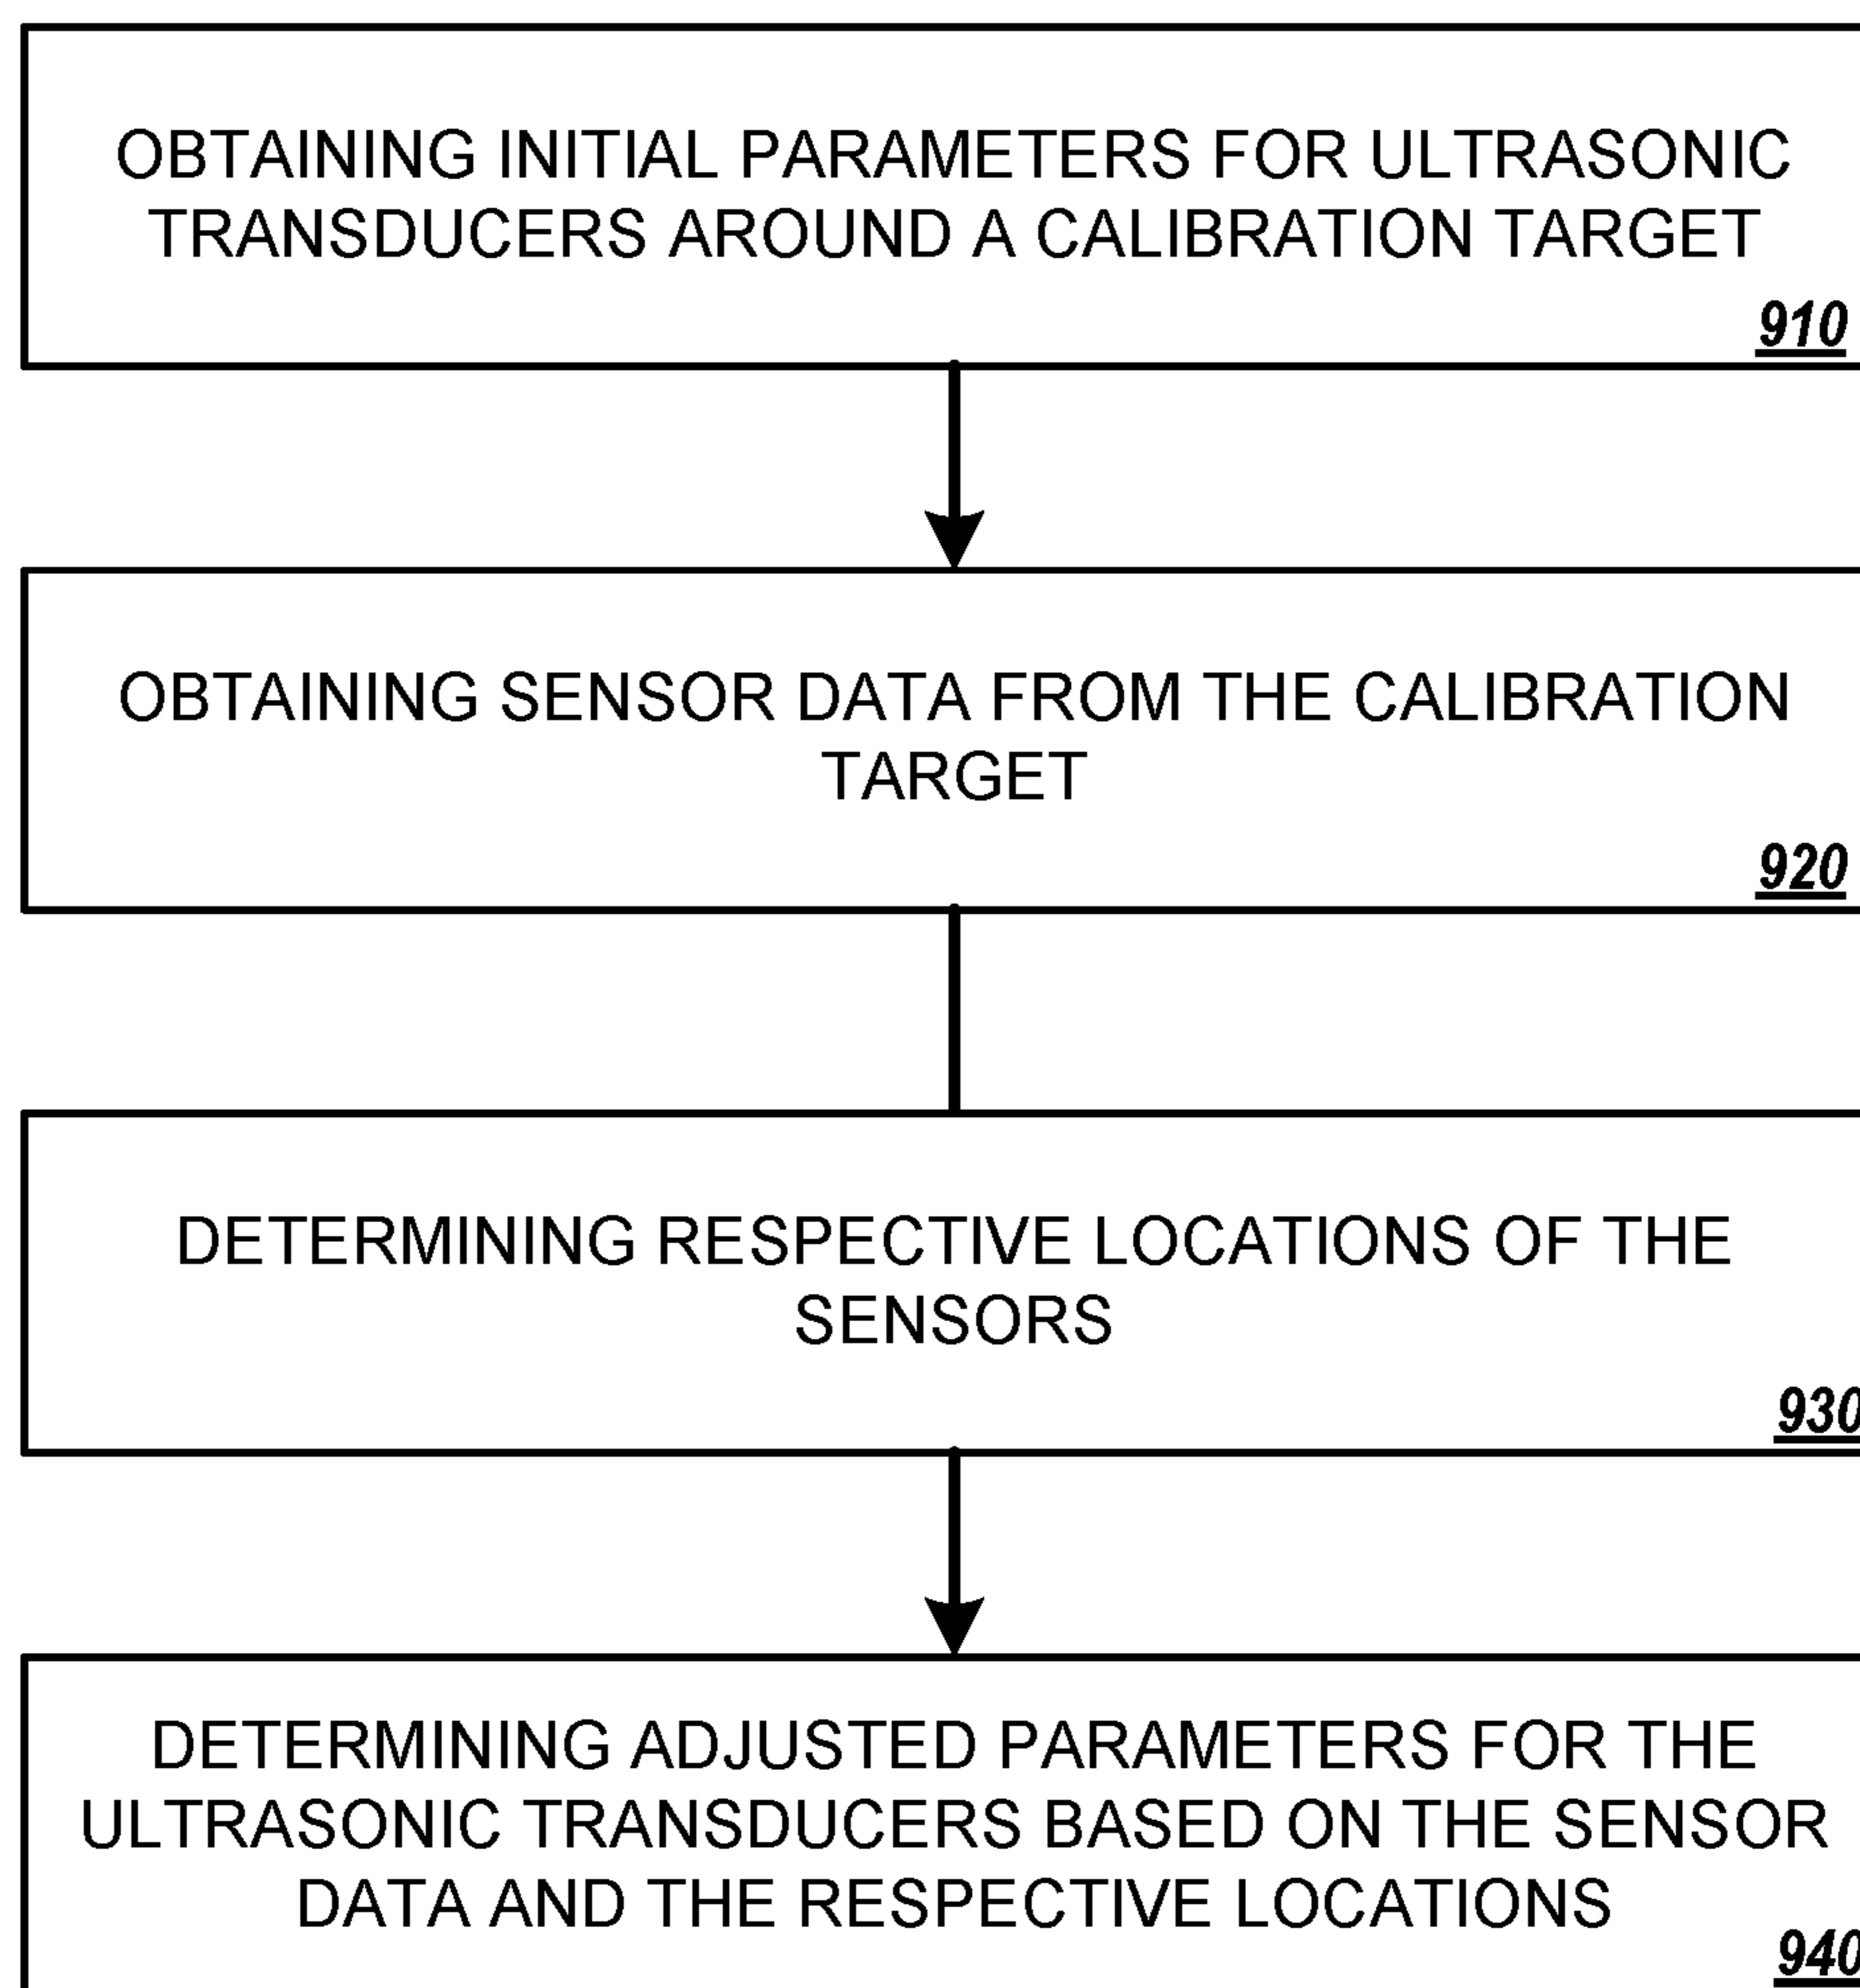 OBTAINING INITIAL PARAMETERS FOR ULTRASONIC
TRANSDUCERS AROUND A CALIBRATION TARGET
910
OBTAINING SENSOR DATA FROM THE CALIBRATION
TARGET
920
DETERMINING RESPECTIVE LOCATIONS OF THE
SENSORS
930
DETERMINING ADJUSTED PARAMETERS FOR THE
ULTRASONIC TRANSDUCERS BASED ON THE SENSOR
DATA AND THE RESPECTIVE LOCATIONS
940